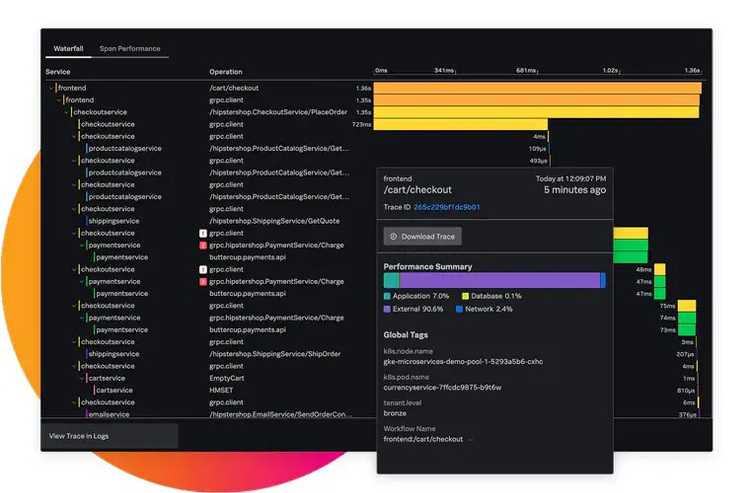 Waterfall Span Performance
Service Operation 0ms 341ms 681ms 1.02s 1.36s
frontend /cart/checkout 1.36s
frontend grpc.client 1.35s
checkoutservice /hipstershop.CheckoutService/PlaceOrder 1.35s
checkoutservice grpc.client 723ms
checkoutservice grpc.client 4ms
productcatalogservice /hipstershop.ProductCatalogService/Get... 109µs
checkoutservice grpc.client 493µs
productcatalogservice /hipstershop.ProductCatalogService/Get...
checkoutservice grpc.client
productcatalogservice /hipstershop.ProductCatalogService/Get...
checkoutservice grpc.client
shippingservice /hipstershop.ShippingService/GetQuote
checkoutservice grpc.client
paymentservice grpc.hipstershop.PaymentService/Charge
paymentservice buttercup.payments.api
checkoutservice grpc.client 48ms
paymentservice grpc.hipstershop.PaymentService/Charge 47ms
paymentservice buttercup.payments.api 47ms
checkoutservice grpc.client 75ms
paymentservice grpc.hipstershop.PaymentService/Charge 74ms
paymentservice buttercup.payments.api 73ms
checkoutservice grpc.client 3ms
shippingservice /hipstershop.ShippingService/ShipOrder 207µs
checkoutservice grpc.client 4ms
cartservice EmptyCart 1ms
cartservice HMSET 810µs
checkoutservice grpc.client 6ms
emailservice /hipstershop.EmailService/SendOrderCon... 376µs
View Trace in Logs
frontend Today at 12:09:07 PM
/cart/checkout 5 minutes ago
Trace ID 265c229bf1dc9b01
Download Trace
Performance Summary
Application 7.0% Database 0.1%
External 90.6% Network 2.4%
Global Tags
k8s.node.name
gke-microservices-demo-pool-1-5293a5b6-cxhc
k8s.pod.name
currencyservice-7ffcdc9875-b9t6w
tenant.level
bronze
Workflow Name
frontend:/cart/checkout